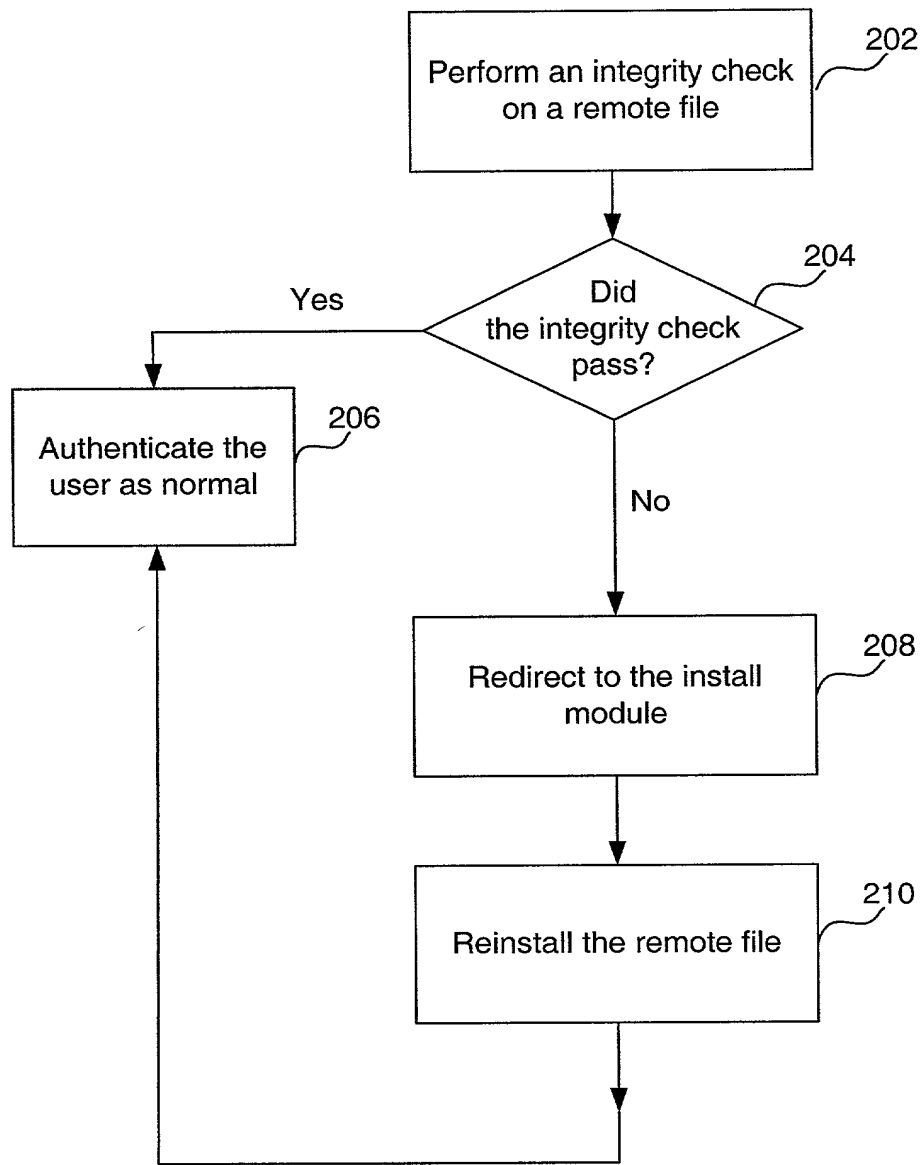 202
Perform an integrity check
on a remote file
204
Did
the integrity check
pass?
Yes
206
Authenticate the
user as normal
No
208
Redirect to the install
module
210
Reinstall the remote file